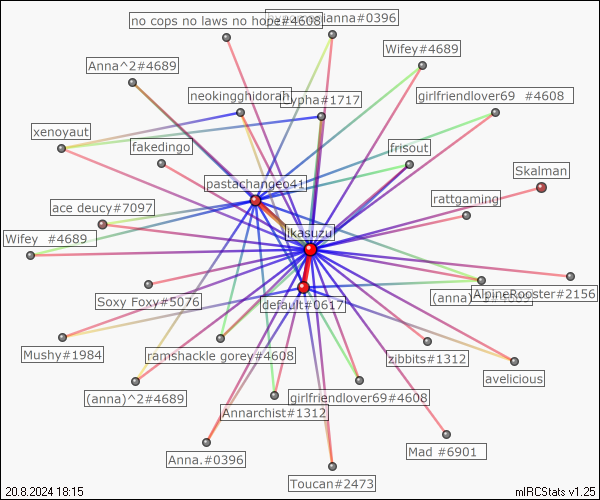 no cops no laws no hope#4608
ianna#0396
Wifey#4689
Anna^2#4689
neokingghidorah
ypha#1717
girlfriendlover69 #4608
xenoyaut
fakedingo
frisout
Skalman
pastachangeo41
rattgaming
ace deucy#7097
ikasuzu
Wifey #4689
Soxy Foxy#5076
default#0617
(anna)
AlpineRooster#2156
Mushy#1984
ramshackle gorey#4608
zibbits#1312
avelicious
(anna)^2#4689
girlfriendlover69#4608
Annarchist#1312
Anna.#0396
Mad #6901
Toucan#2473
20.8.2024 18:15
mIRCStats v1.25